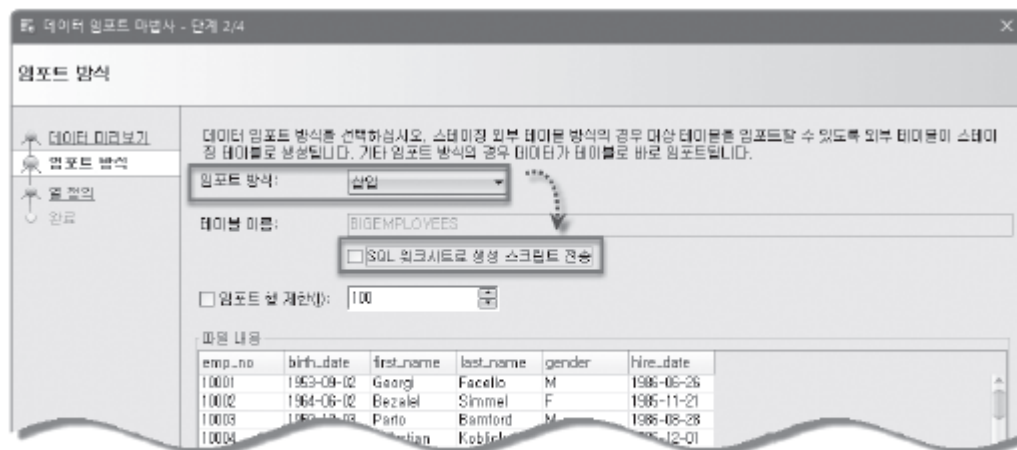 데이터 임포트 마법사 - 단계 2/4
임포트 방식
데이터 미리보기
임포트 방식
열 정의
완료
데이터 임포트 방식을 선택하십시오. 스테이징 외부 테이블 방식의 경우 대상 테이블을 임포트할 수 있도록 외부 테이블이 스테이
징 테이블로 생성됩니다. 기타 임포트 방식의 경우 데이터가 테이블로 바로 임포트됩니다.
임포트 방식: 삽입
테이블 이름: BIGEMPLOYEES
SQL 워크시트로 생성 스크립트 전송
임포트 행 제한(I): 100
파일 내용
emp_no birth_date first_name last_name gender hire_date
10001 1953-09-02 Georgi Facello M 1986-06-26
10002 1964-06-02 Bezalel Simmel F 1985-11-21
10003 Parto Bamford M 1986-08-28
10004